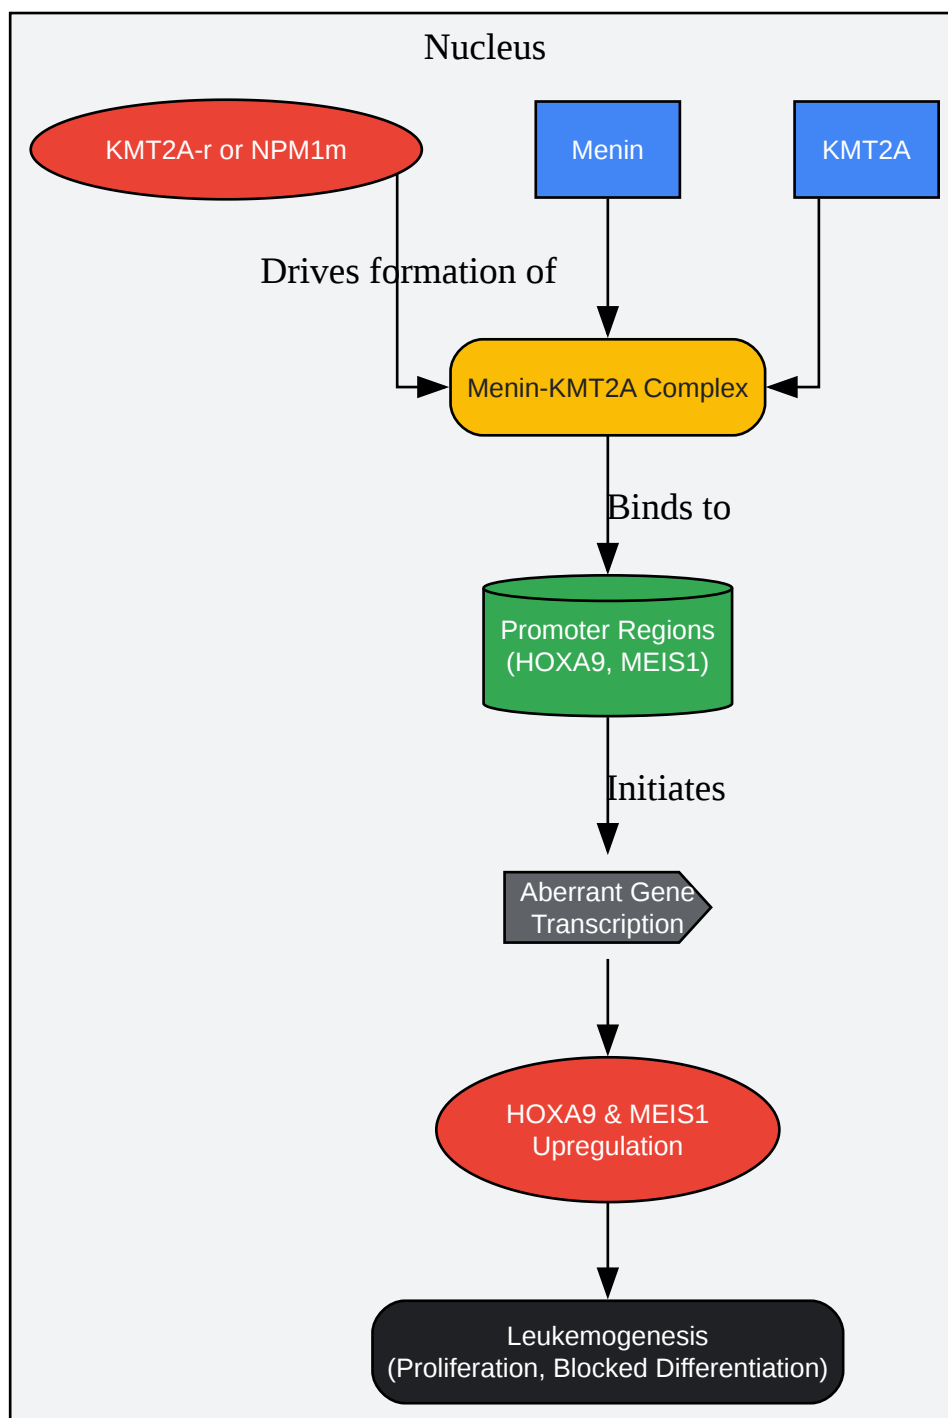 Nucleus
KMT2A-r or NPM1m
Menin
KMT2A
Drives formation of
Menin-KMT2A Complex
Binds to
Promoter Regions
(HOXA9, MEIS1)
Initiates
Aberrant Gene
Transcription
HOXA9 & MEIS1
Upregulation
Leukemogenesis
(Proliferation, Blocked Differentiation)